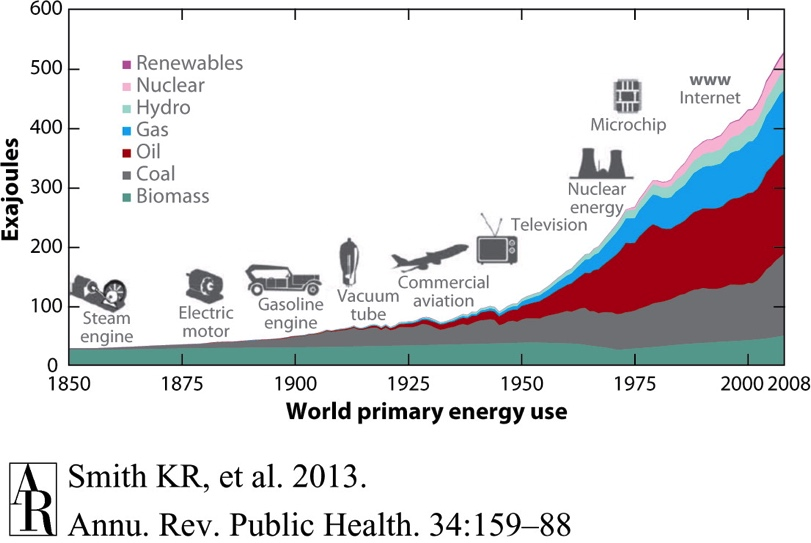 600
500
400
300
200
100
0
Exajoules
Renewables
Nuclear
Hydro
Gas
Oil
Coal
Biomass
Steam
engine
Electric
motor
Gasoline
engine
Vacuum
tube
Commercial
aviation
Television
Nuclear
energy
Microchip
www
Internet
1850 1875 1900 1925 1950 1975 2000 2008
World primary energy use
AR
Smith KR, et al. 2013.
Annu. Rev. Public Health. 34:159–88